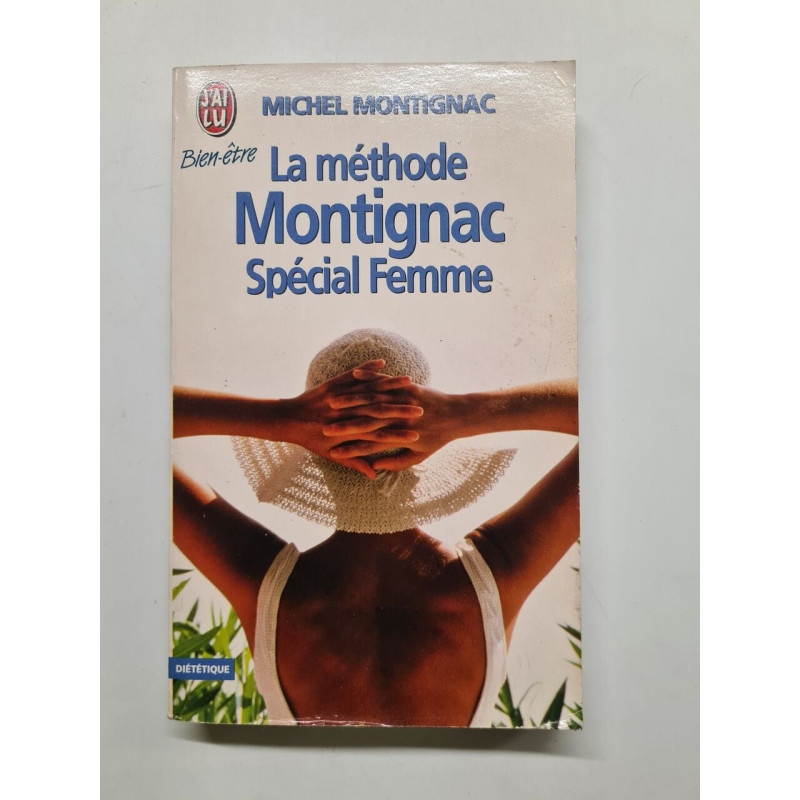 J'AI
LU
MICHEL MONTIGNAC
Bien-être
La méthode
Montignac
Spécial Femme
DIÉTÉTIQUE